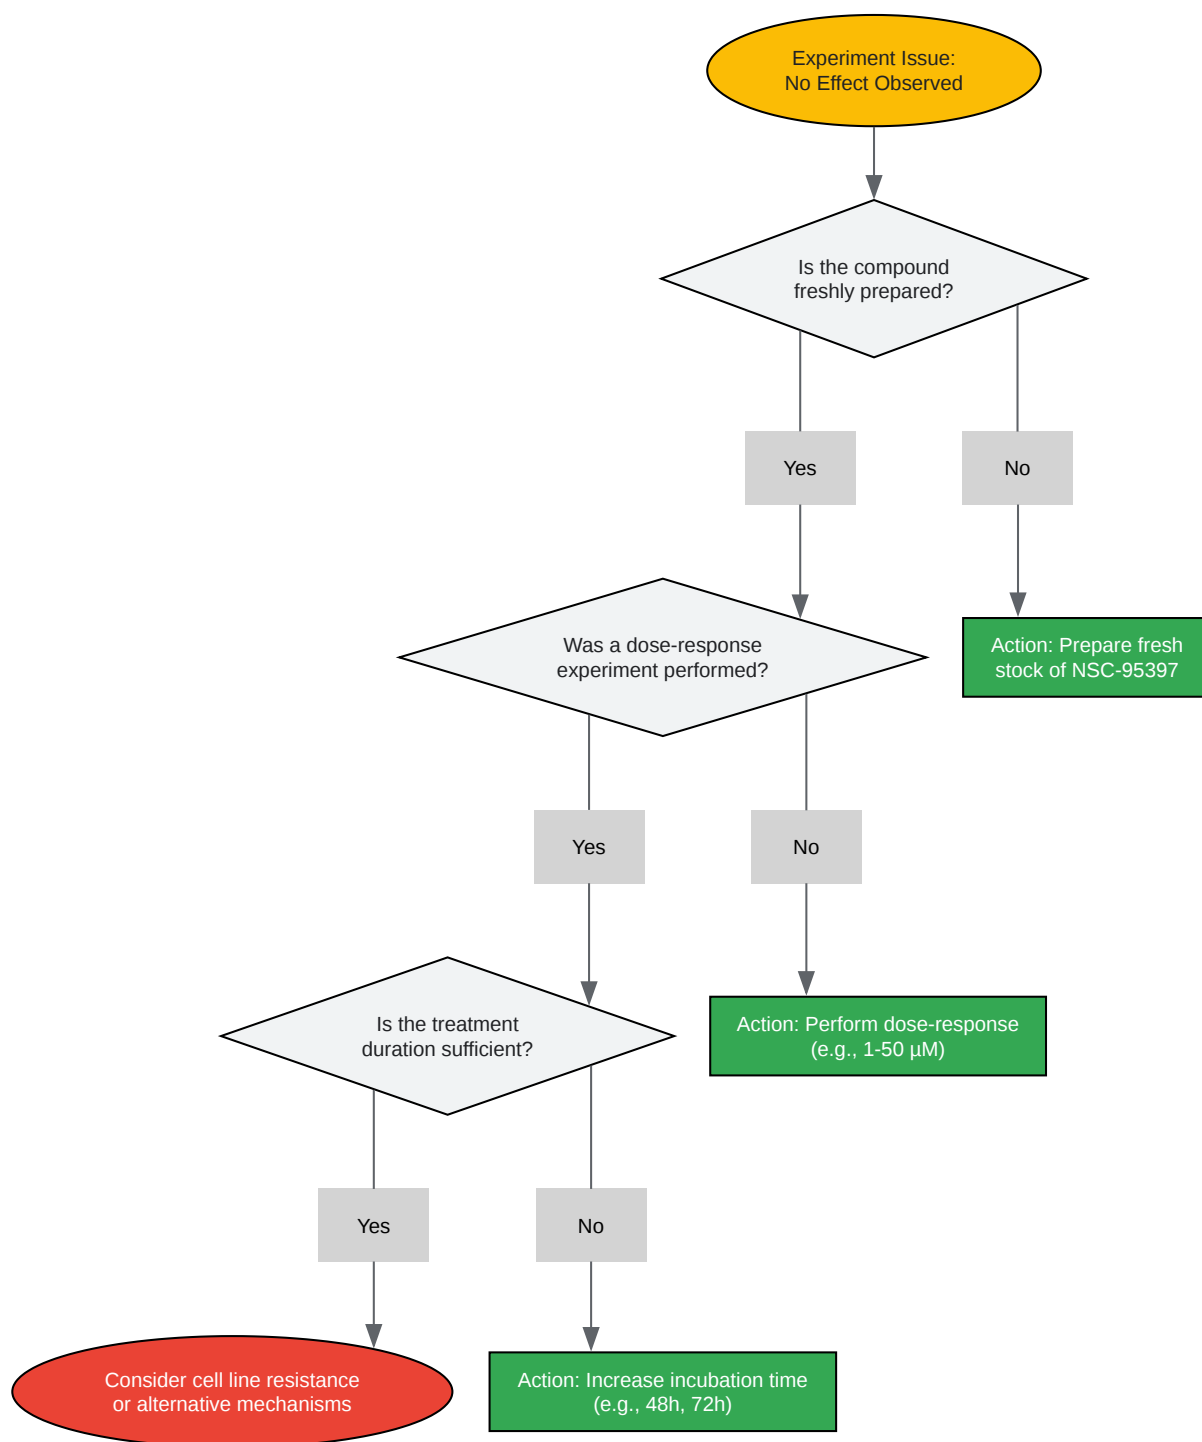 Experiment Issue:
No Effect Observed
Is the compound
freshly prepared?
Yes
No
Was a dose-response
experiment performed?
Action: Prepare fresh
stock of NSC-95397
Yes
No
Is the treatment
duration sufficient?
Action: Perform dose-response
(e.g., 1-50 µM)
Yes
No
Consider cell line resistance
or alternative mechanisms
Action: Increase incubation time
(e.g., 48h, 72h)